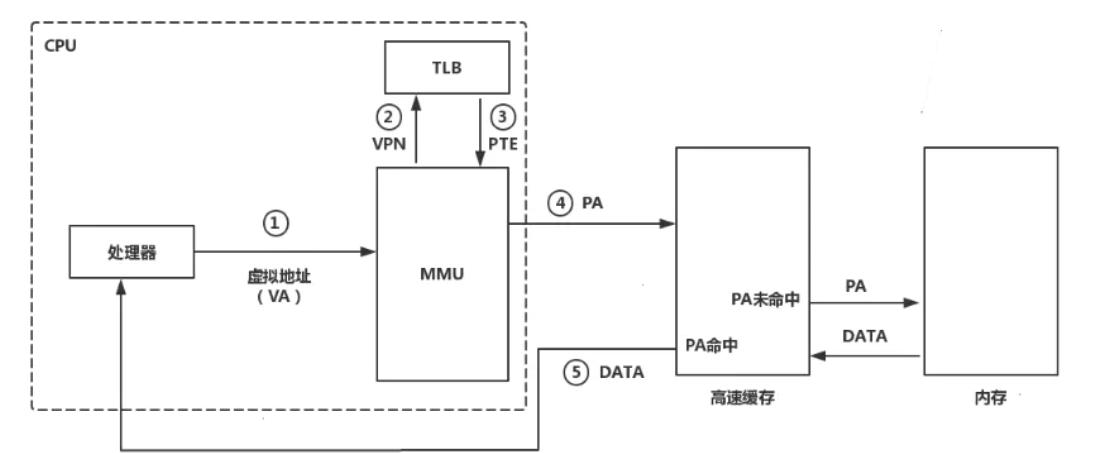 CPU
TLB
②
VPN
③
PTE
④ PA
①
处理器
虚拟地址
（VA）
MMU
PA未命中
PA
PA命中
DATA
⑤ DATA
高速缓存
内存